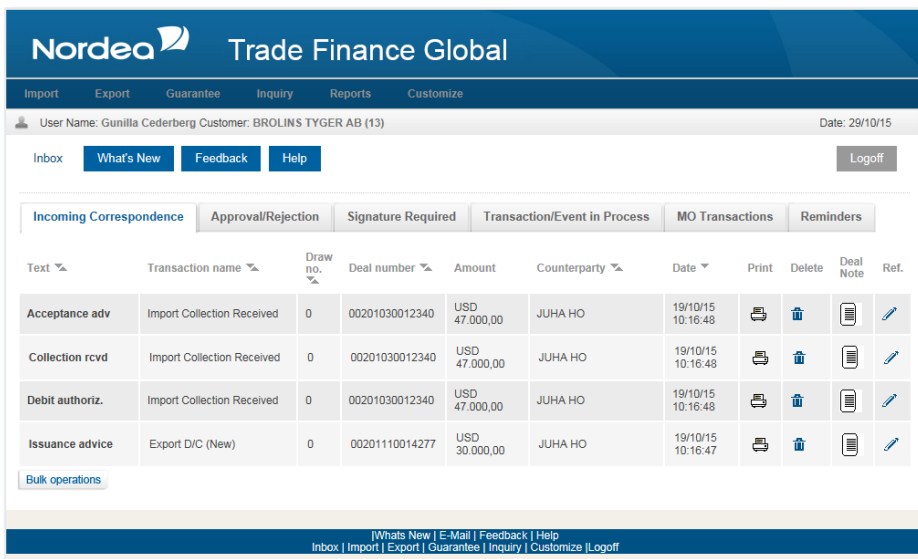 Nordea Trade Finance Global
Import Export Guarantee Inquiry Reports Customize
User Name: Gunilla Cederberg Customer: BROLINS TYGER AB (13) Date: 29/10/15
Inbox What's New Feedback Help Logoff
Incoming Correspondence Approval/Rejection Signature Required Transaction/Event in Process MO Transactions Reminders
Text Transaction name Draw no. Deal number Amount Counterparty Date Print Delete Deal Note Ref.
Acceptance adv Import Collection Received 0 00201030012340 USD 47.000,00 JUHA HO 19/10/15 10:16:48
Collection rcvd Import Collection Received 0 00201030012340 USD 47.000,00 JUHA HO 19/10/15 10:16:48
Debit authoriz. Import Collection Received 0 00201030012340 USD 47.000,00 JUHA HO 19/10/15 10:16:48
Issuance advice Export D/C (New) 0 00201110014277 USD 30.000,00 JUHA HO 19/10/15 10:16:47
Bulk operations
|Whats New | E-Mail | Feedback | Help
Inbox | Import | Export | Guarantee | Inquiry | Customize |Logoff